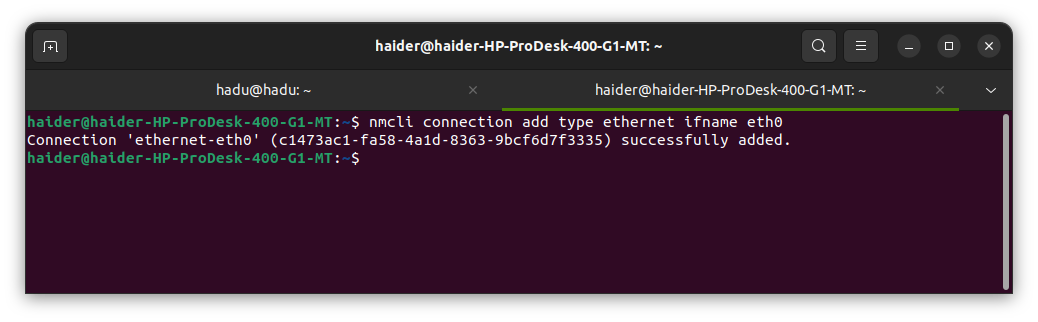 haider@haider-HP-ProDesk-400-G1-MT: ~
hadu@hadu: ~
haider@haider-HP-ProDesk-400-G1-MT: ~
haider@haider-HP-ProDesk-400-G1-MT:~$ nmcli connection add type ethernet ifname eth0
Connection 'ethernet-eth0' (c1473ac1-fa58-4a1d-8363-9bcf6d7f3335) successfully added.
haider@haider-HP-ProDesk-400-G1-MT:~$